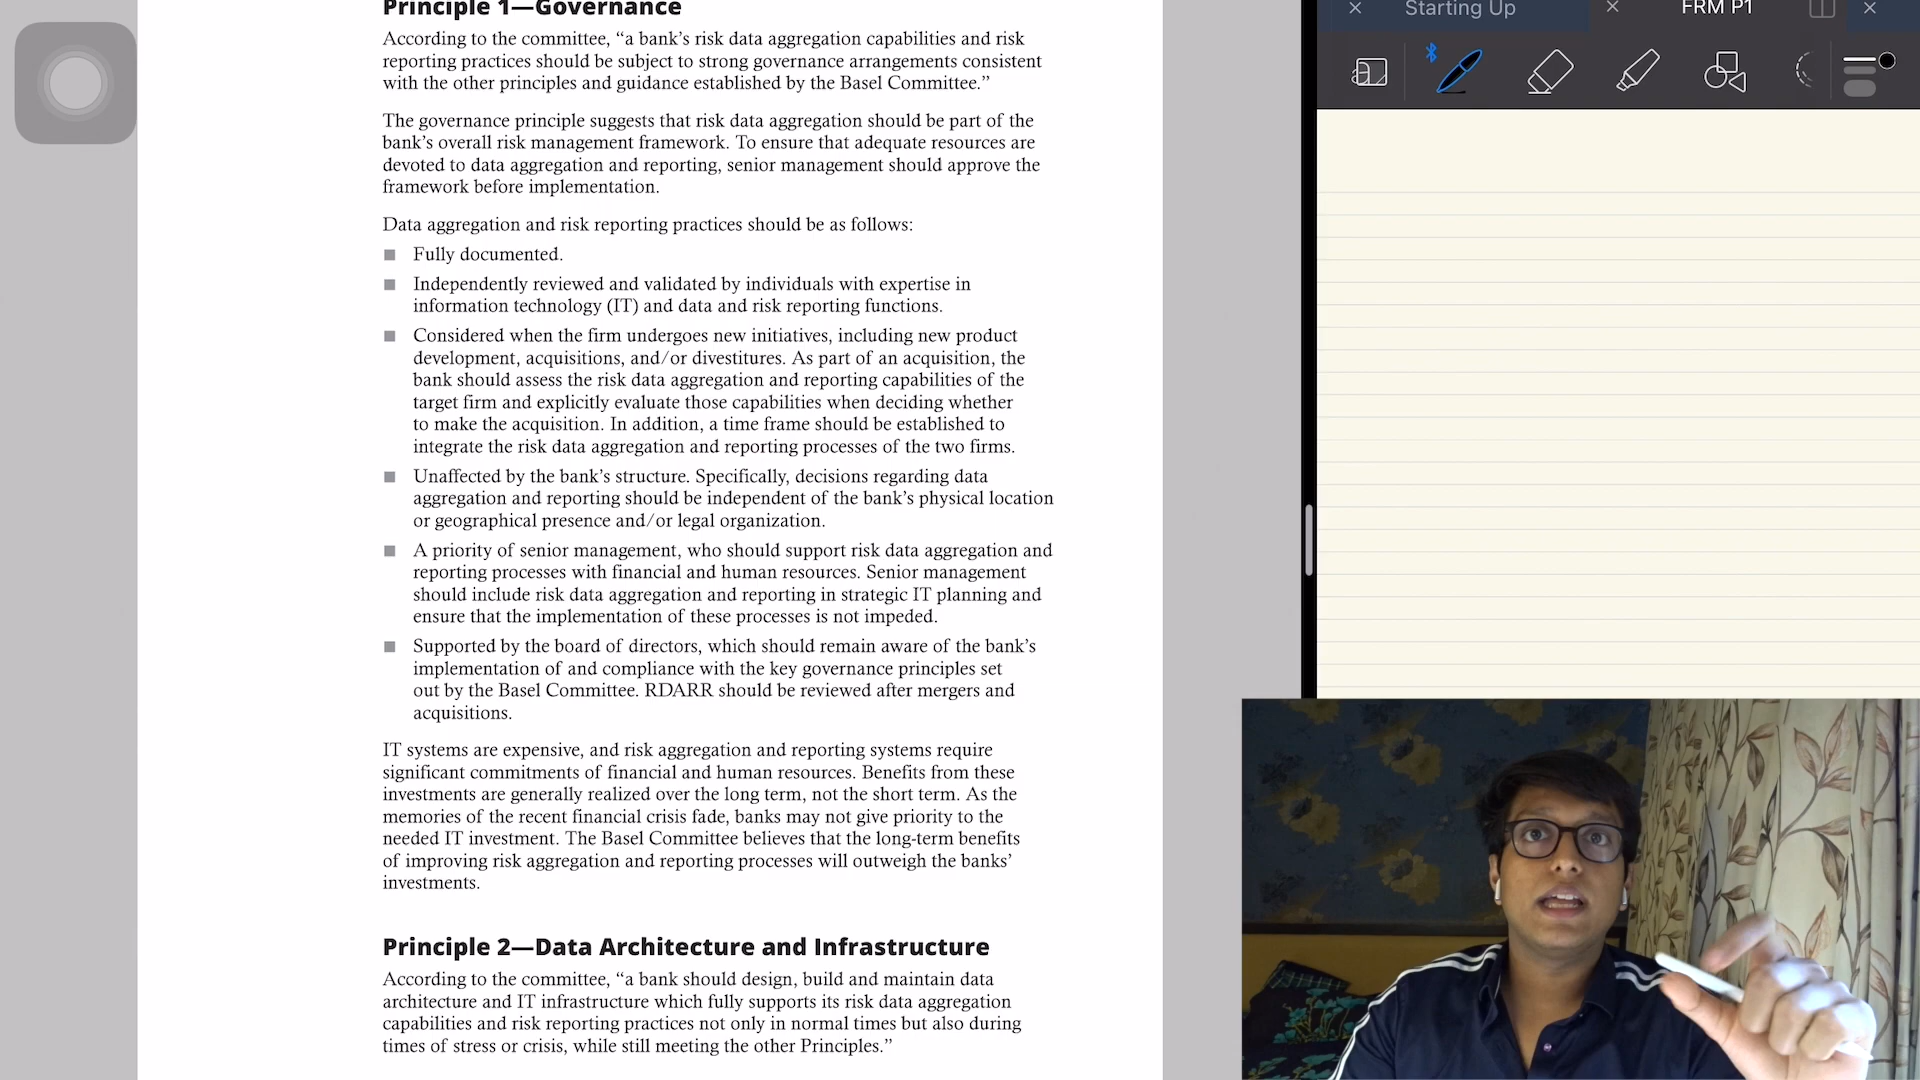 Principle 1—Governance
According to the committee, “a bank’s risk data aggregation capabilities and risk
reporting practices should be subject to strong governance arrangements consistent
with the other principles and guidance established by the Basel Committee.”
The governance principle suggests that risk data aggregation should be part of the
bank’s overall risk management framework. To ensure that adequate resources are
devoted to data aggregation and reporting, senior management should approve the
framework before implementation.
Data aggregation and risk reporting practices should be as follows:
Fully documented.
Independently reviewed and validated by individuals with expertise in
information technology (IT) and data and risk reporting functions.
Considered when the firm undergoes new initiatives, including new product
development, acquisitions, and/or divestitures. As part of an acquisition, the
bank should assess the risk data aggregation and reporting capabilities of the
target firm and explicitly evaluate those capabilities when deciding whether
to make the acquisition. In addition, a time frame should be established to
integrate the risk data aggregation and reporting processes of the two firms.
Unaffected by the bank’s structure. Specifically, decisions regarding data
aggregation and reporting should be independent of the bank’s physical location
or geographical presence and/or legal organization.
A priority of senior management, who should support risk data aggregation and
reporting processes with financial and human resources. Senior management
should include risk data aggregation and reporting in strategic IT planning and
ensure that the implementation of these processes is not impeded.
Supported by the board of directors, which should remain aware of the bank’s
implementation of and compliance with the key governance principles set
out by the Basel Committee. RDARR should be reviewed after mergers and
acquisitions.
IT systems are expensive, and risk aggregation and reporting systems require
significant commitments of financial and human resources. Benefits from these
investments are generally realized over the long term, not the short term. As the
memories of the recent financial crisis fade, banks may not give priority to the
needed IT investment. The Basel Committee believes that the long-term benefits
of improving risk aggregation and reporting processes will outweigh the banks’
investments.
Principle 2—Data Architecture and Infrastructure
According to the committee, “a bank should design, build and maintain data
architecture and IT infrastructure which fully supports its risk data aggregation
capabilities and risk reporting practices not only in normal times but also during
times of stress or crisis, while still meeting the other Principles.”
Starting Up
FRM P1